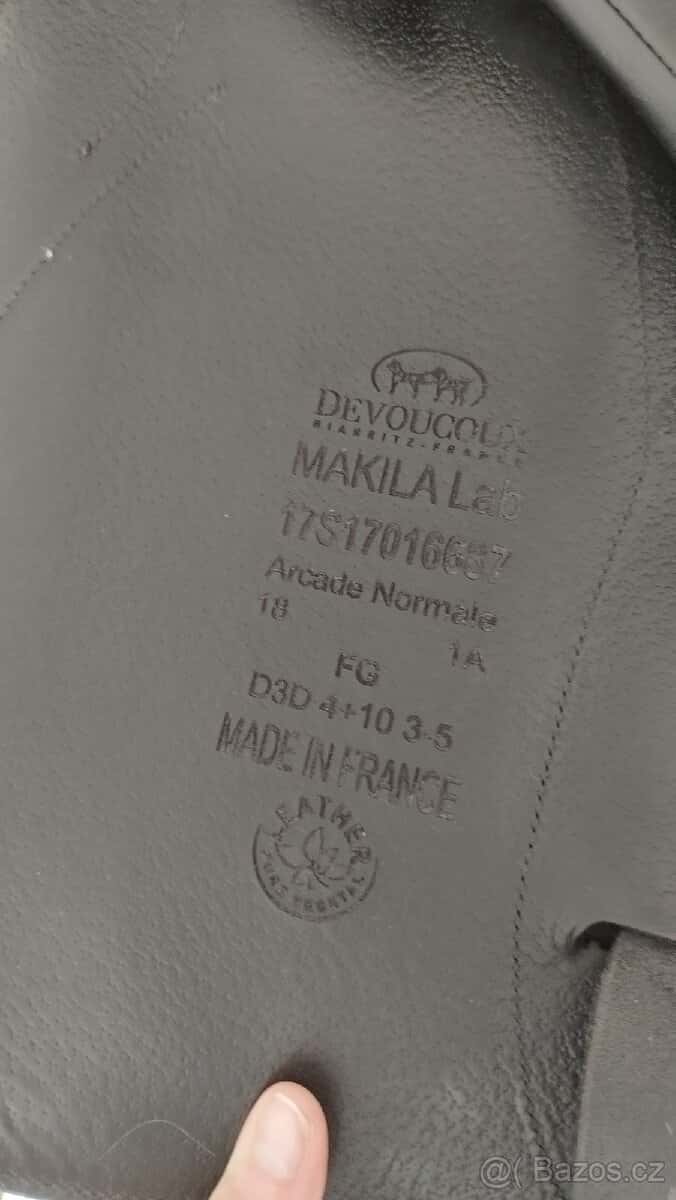 DEVOUCOUX
BIARRITZ-FRANCE
MAKILA Lab
Arcade Normale
18 1A
FG
D3D 4+10 3-5
MADE IN FRANCE
LEATHER
@( Bazos.cz